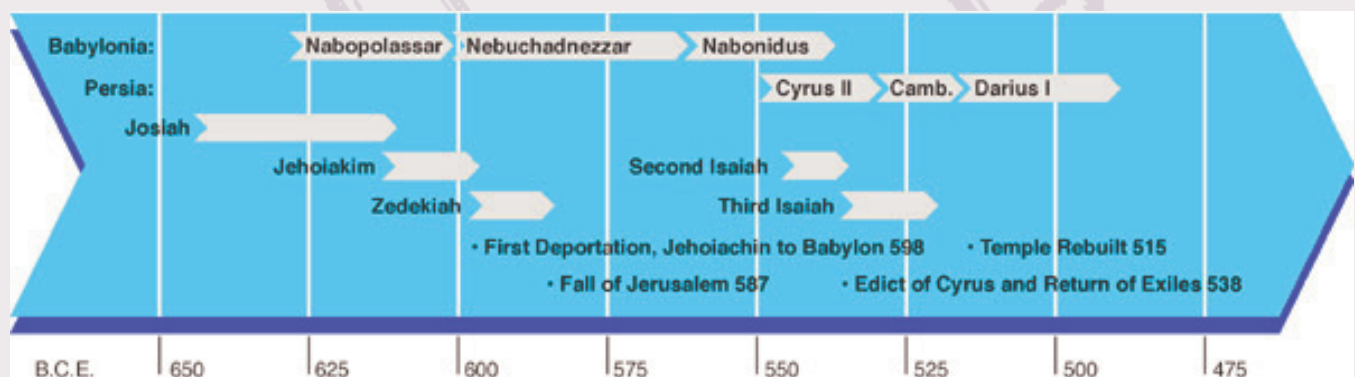 Babylonia: Nabopolassar Nebuchadnezzar Nabonidus
Persia: Cyrus II Camb. Darius I
Josiah
Jehoiakim Second Isaiah
Zedekiah Third Isaiah
· First Deportation, Jehoiachin to Babylon 598 · Temple Rebuilt 515
· Fall of Jerusalem 587 · Edict of Cyrus and Return of Exiles 538
B.C.E. 650 625 600 575 550 525 500 475